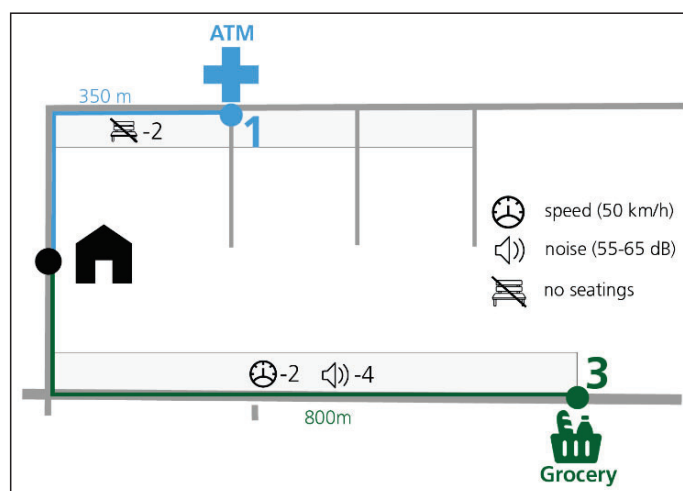 ATM
350 m
-2
1
speed (50 km/h)
noise (55-65 dB)
no seatings
-2 -4
3
800m
Grocery